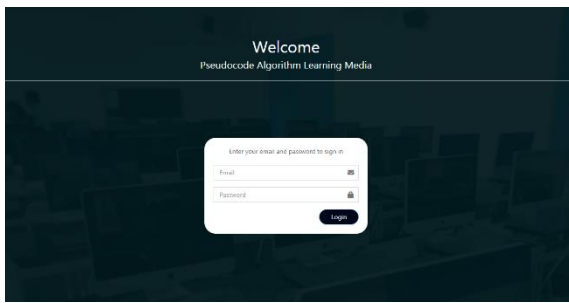 Welcome
Pseudocode Algorithm Learning Media
Enter your email and password to sign in
Email
Password
Login